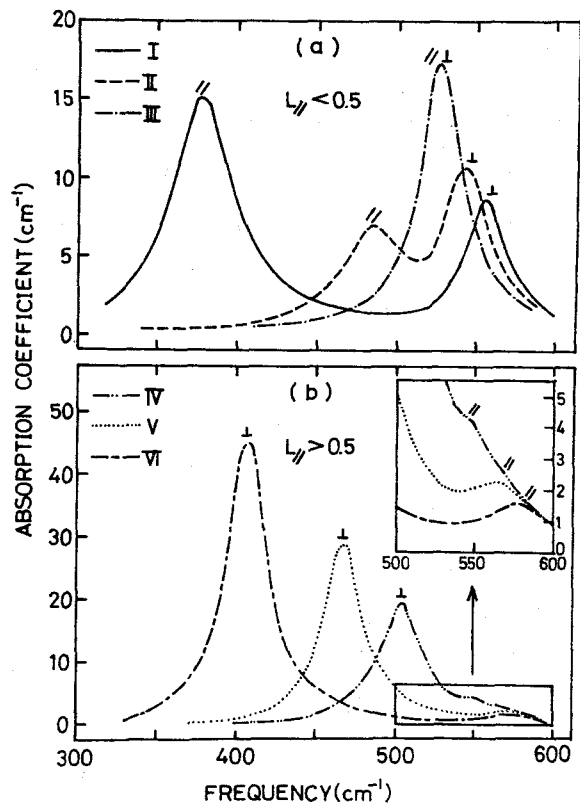 20
15
10
5
0
I
II
III
(a)
L// < 0.5
//
//
// ⊥
⊥
⊥
ABSORPTION COEFFICIENT (cm⁻¹)
50
40
30
20
10
0
IV
V
VI
(b)
L// > 0.5
⊥
⊥
⊥
//
//
//
5
4
3
2
1
0
500
550
600
300
400
500
600
FREQUENCY (cm⁻¹)